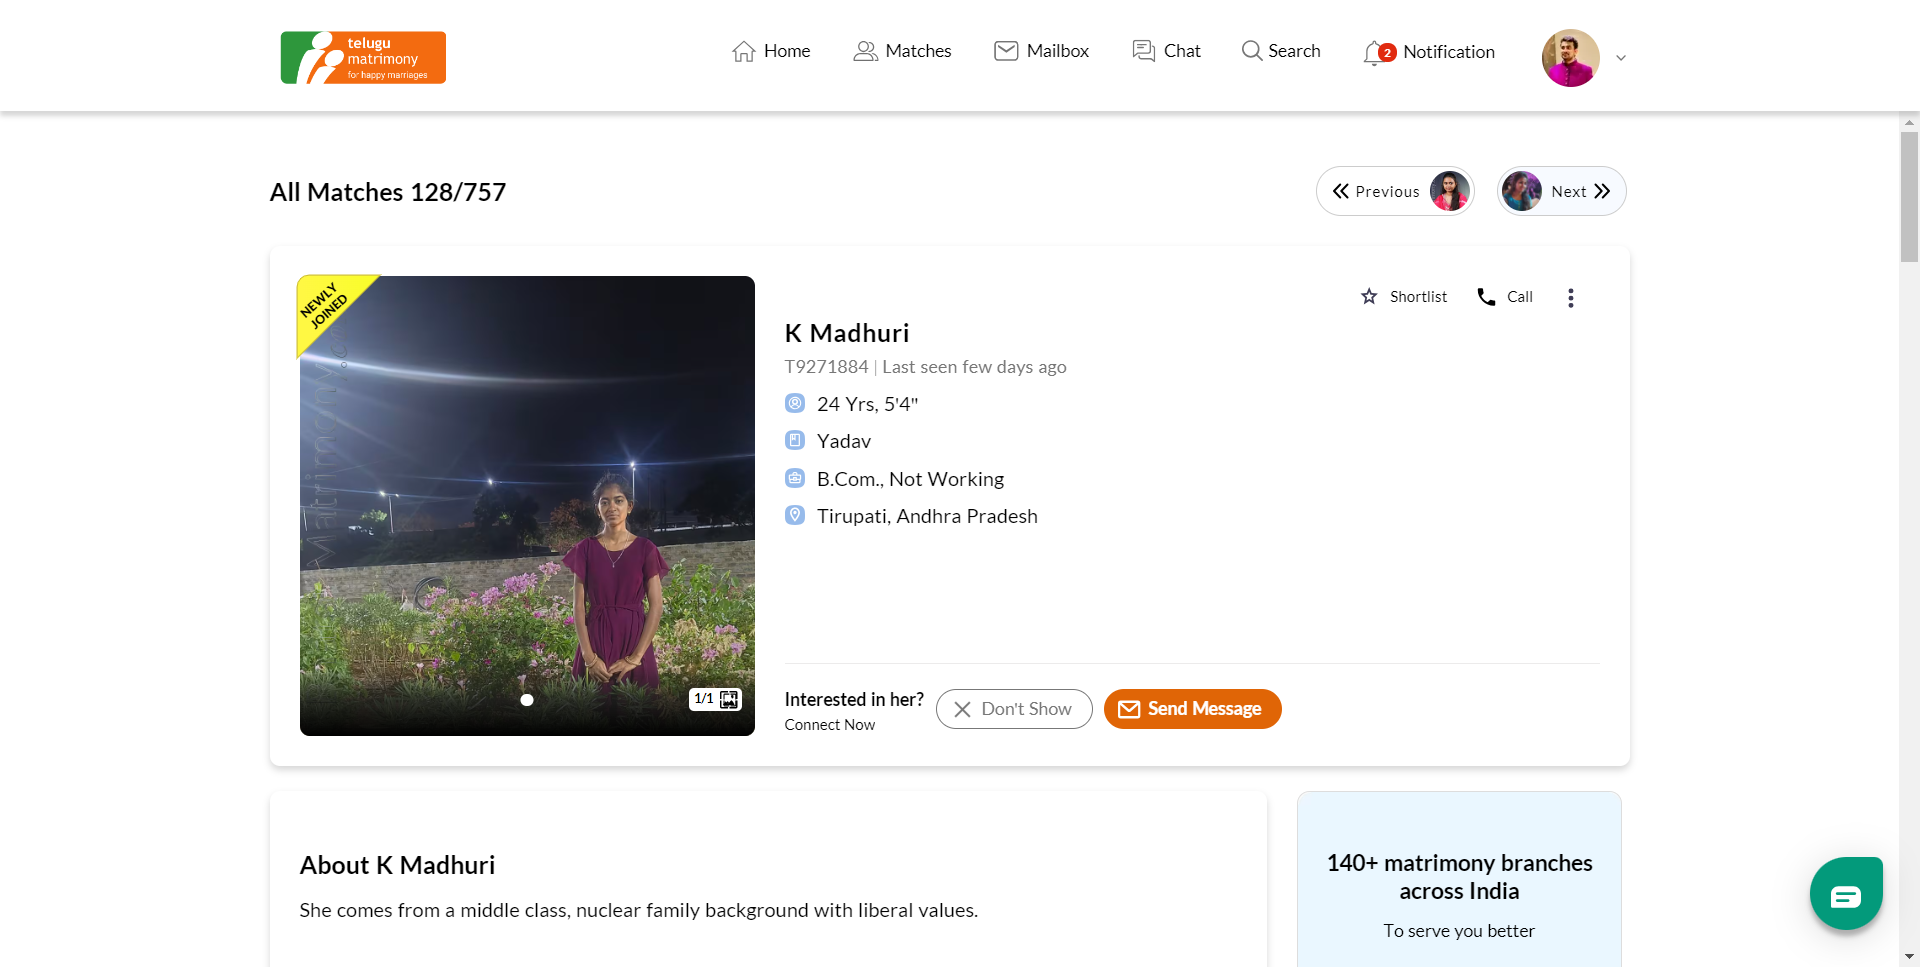 telugu
matrimony
for happy marriages
Home
Matches
Mailbox
Chat
Search
2
Notification
All Matches 128/757
Previous
Next
NEWLY
JOINED
Matrimony.co
1/1
Shortlist
Call
K Madhuri
T9271884 | Last seen few days ago
24 Yrs, 5'4"
Yadav
B.Com., Not Working
Tirupati, Andhra Pradesh
Interested in her?
Connect Now
Don't Show
Send Message
About K Madhuri
She comes from a middle class, nuclear family background with liberal values.
140+ matrimony branches
across India
To serve you better